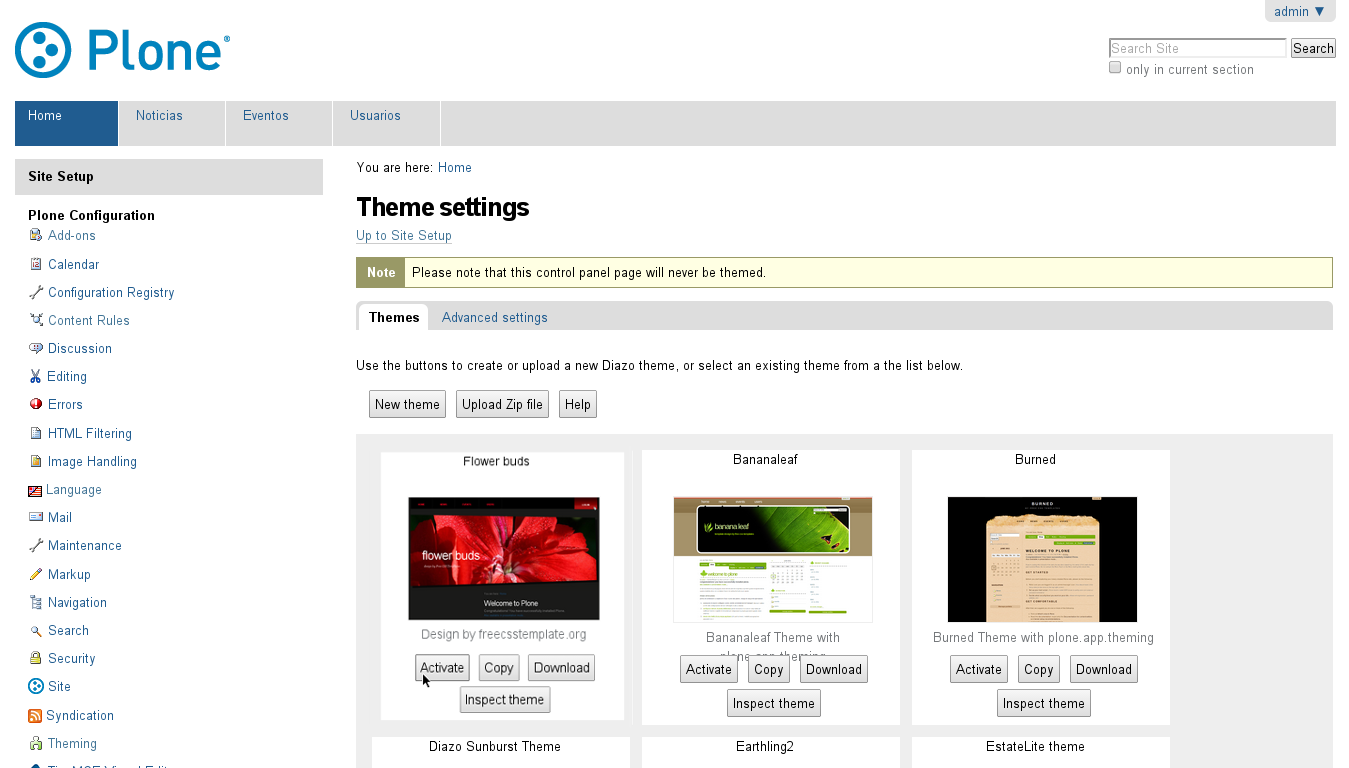 admin ▼
Plone®
Search Site
Search
only in current section
Home
Noticias
Eventos
Usuarios
Site Setup
Plone Configuration
Add-ons
Calendar
Configuration Registry
Content Rules
Discussion
Editing
Errors
HTML Filtering
Image Handling
Language
Mail
Maintenance
Markup
Navigation
Search
Security
Site
Syndication
Theming
You are here: Home
Theme settings
Up to Site Setup
Note Please note that this control panel page will never be themed.
Themes Advanced settings
Use the buttons to create or upload a new Diazo theme, or select an existing theme from a the list below.
New theme Upload Zip file Help
Flower buds
flower buds
Welcome to Plone
Design by freecsstemplate.org
Activate Copy Download
Inspect theme
Bananaleaf
banana leaf
welcome to plone
Bananaleaf Theme with
plone.app.theming
Activate Copy Download
Inspect theme
Burned
BURNED
WELCOME TO PLONE
GET STARTED
GET COMFORTABLE
Burned Theme with plone.app.theming
Activate Copy Download
Inspect theme
Diazo Sunburst Theme
Earthling2
EstateLite theme